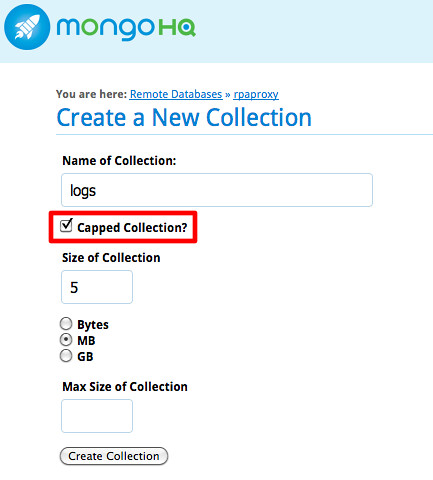 mongoHQ
You are here: Remote Databases » rpaproxy
Create a New Collection
Name of Collection:
logs
Capped Collection?
Size of Collection
5
Bytes
MB
GB
Max Size of Collection
Create Collection